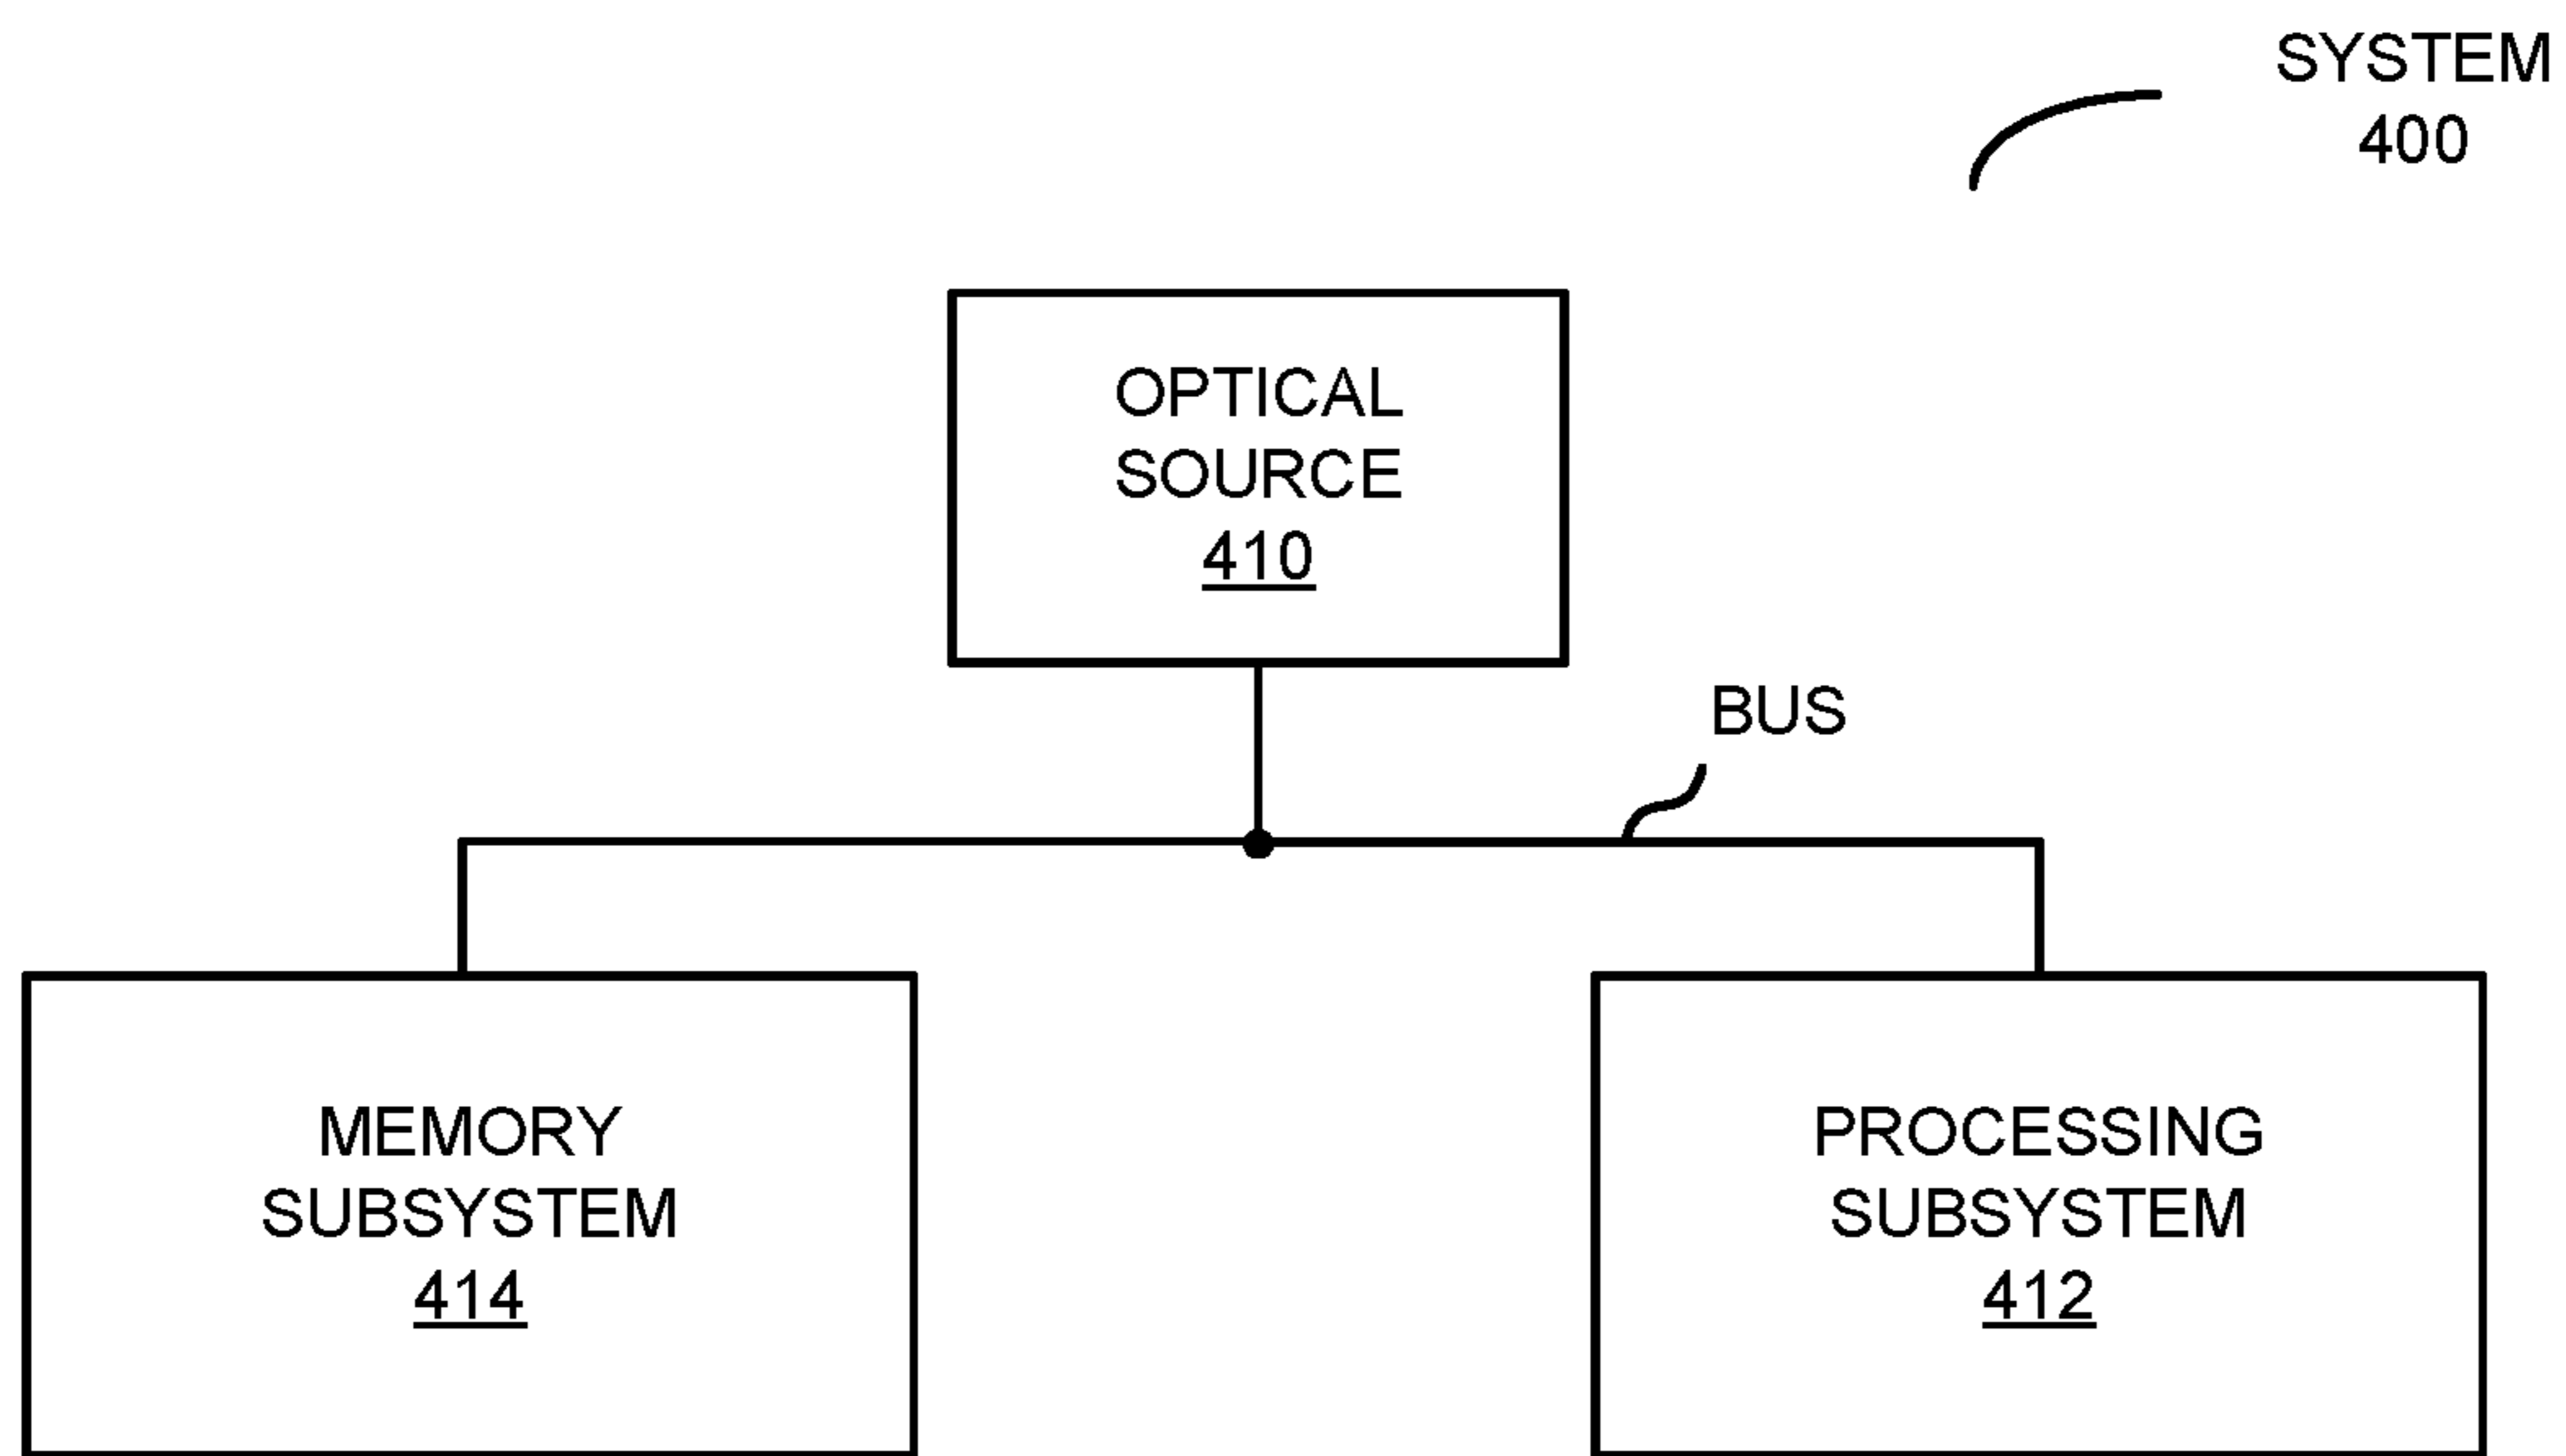 SYSTEM
400
OPTICAL
SOURCE
410
BUS
MEMORY
SUBSYSTEM
414
PROCESSING
SUBSYSTEM
412